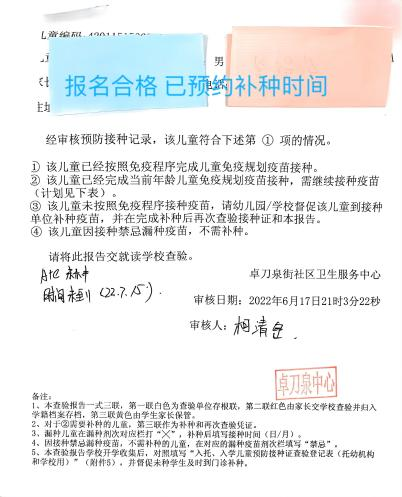 儿童编码
男
报名合格 已预约补种时间
经审核预防接种记录，该儿童符合下述第 ① 项的情况。
① 该儿童已经按照免疫程序完成儿童免疫规划疫苗接种。
② 该儿童已经完成当前年龄儿童免疫规划疫苗接种，需继续接种疫苗
（计划见下表）。
③ 该儿童未按照免疫程序接种疫苗，请幼儿园/学校督促该儿童到接种
单位补种疫苗，并在完成补种后再次查验接种证和本报告。
④ 该儿童因接种禁忌漏种疫苗，不需补种。
请将此报告交就读学校查验。
A+C 未种
时间未到（22.7.15）.
卓刀泉街社区卫生服务中心
审核日期：2022年6月17日21时3分22秒
审核人：
卓刀泉中心
备注：
1、本查验报告一式三联，第一联白色为查验单位存根联，第二联红色由家长交学校查验并归入
学籍档案存档，第三联黄色由学生家长保管。
2、对于②需要补种的儿童，第三联作为补种和再次查验凭证。
3、漏种儿童在漏种剂次对应栏打“╳”，补种后填写接种时间（日/月）。
4、因接种禁忌漏种疫苗，不需补种的儿童，在对应的漏种疫苗剂次栏填写“禁忌”。
5、本查验报告学校开学收集后，对照填写“入托、入学儿童预防接种证查验登记表（托幼机构
和学校用）”（附件5），并督促未种学生及时到门诊补种。